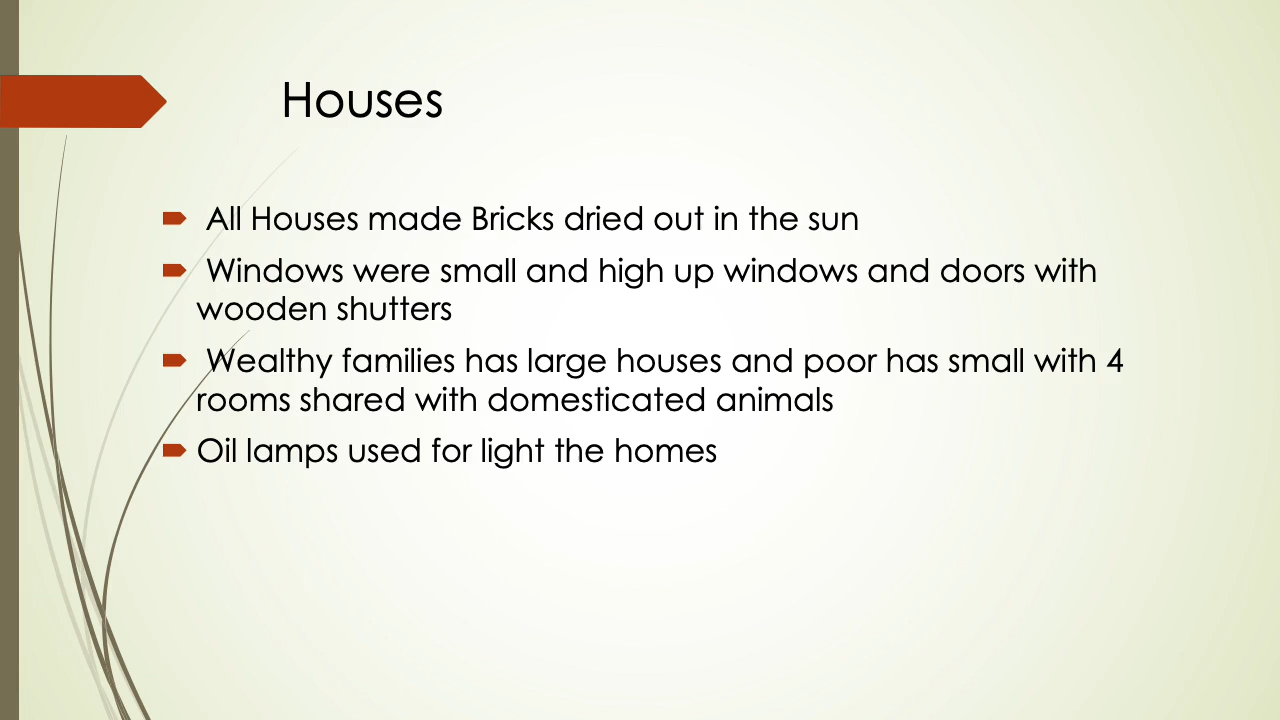 Houses
All Houses made Bricks dried out in the sun
Windows were small and high up windows and doors with
wooden shutters
Wealthy families has large houses and poor has small with 4
rooms shared with domesticated animals
Oil lamps used for light the homes